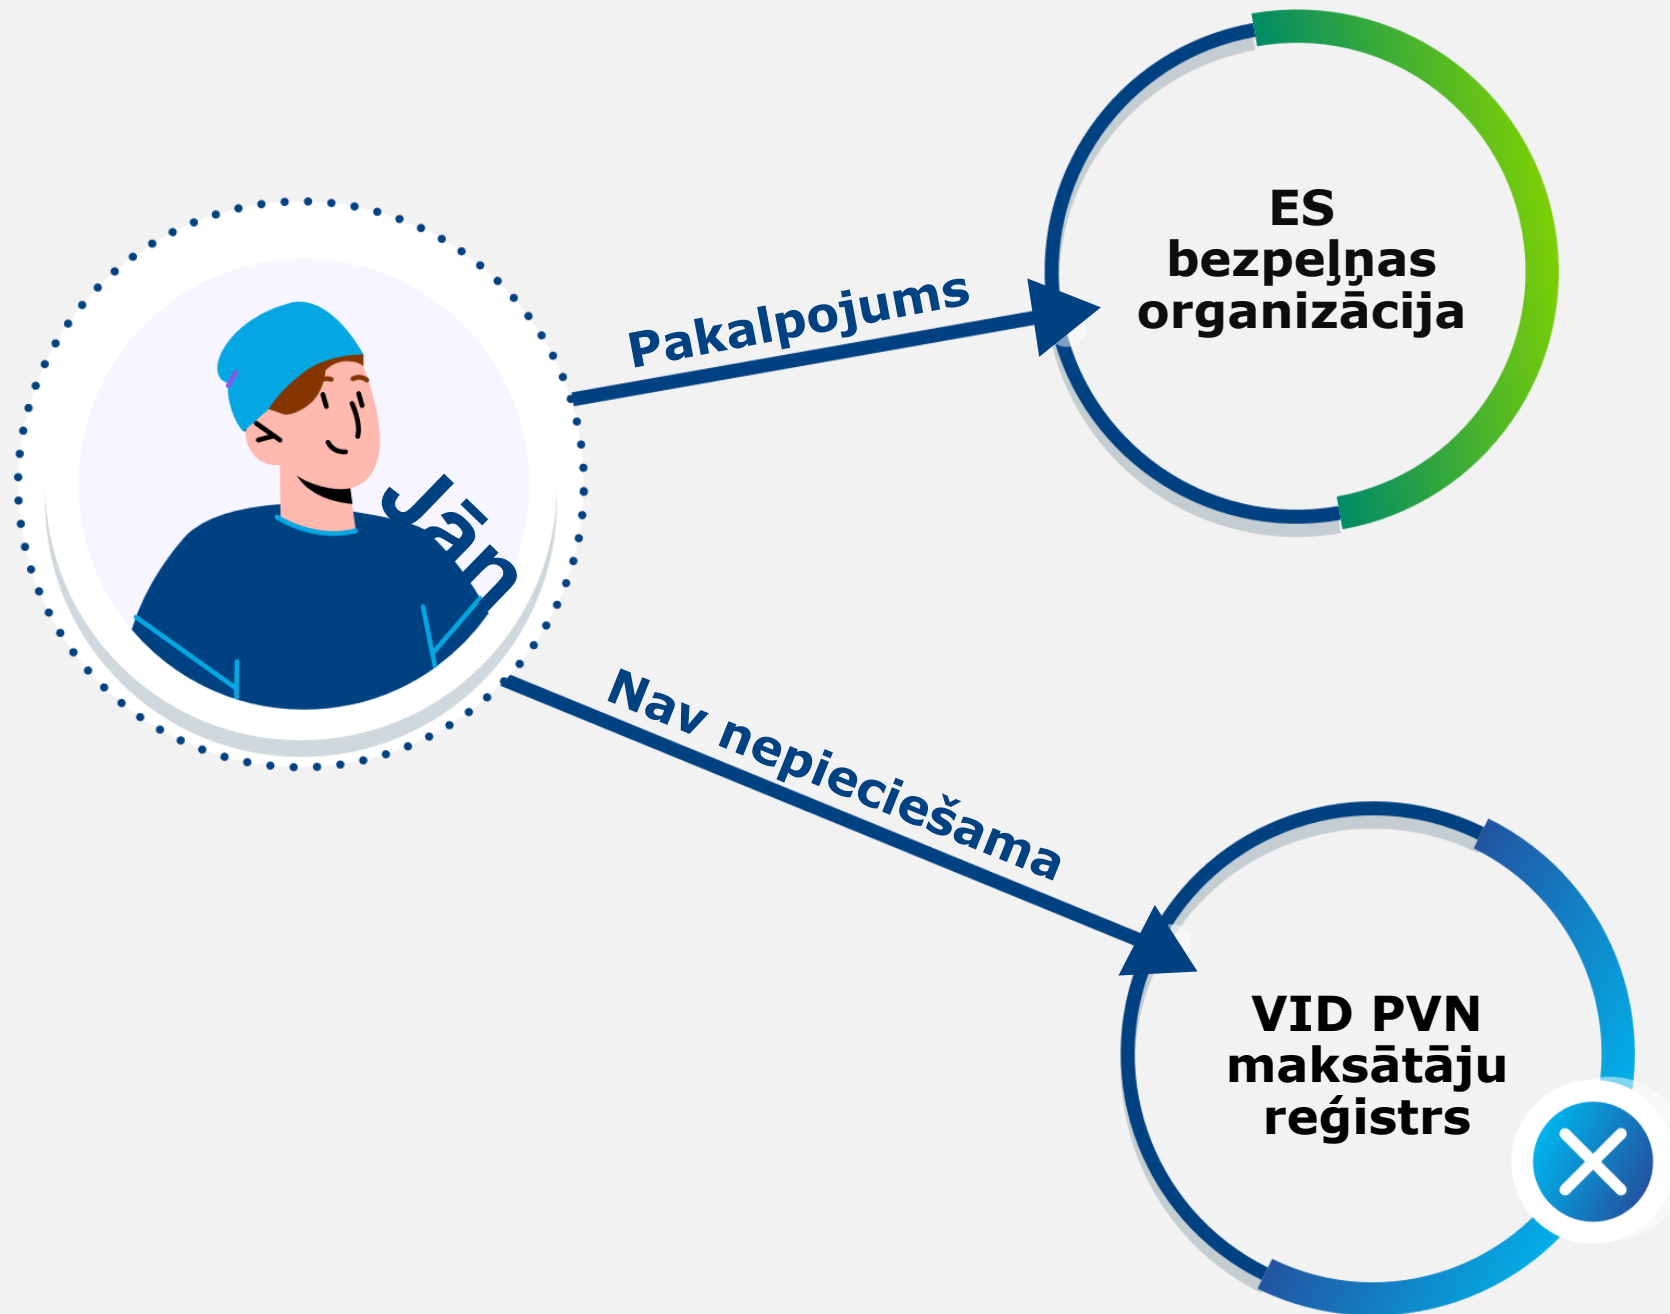 ES
bezpeļņas
organizācija
Pakalpojums
Jān
Nav nepieciešama
VID PVN
maksātāju
reģistrs